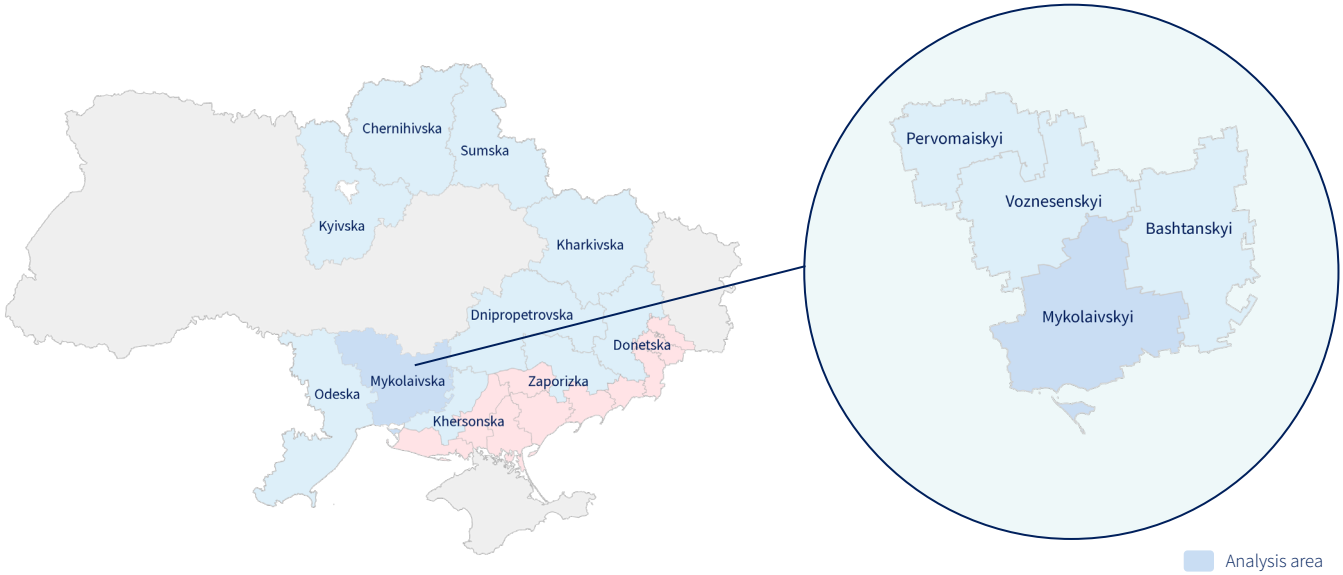 Chernihivska
Sumska
Kyivska
Kharkivska
Dnipropetrovska
Donetska
Mykolaivska
Zaporizka
Odeska
Khersonska
Pervomaiskyi
Voznesenskyi
Bashtanskyi
Mykolaivskyi
Analysis area